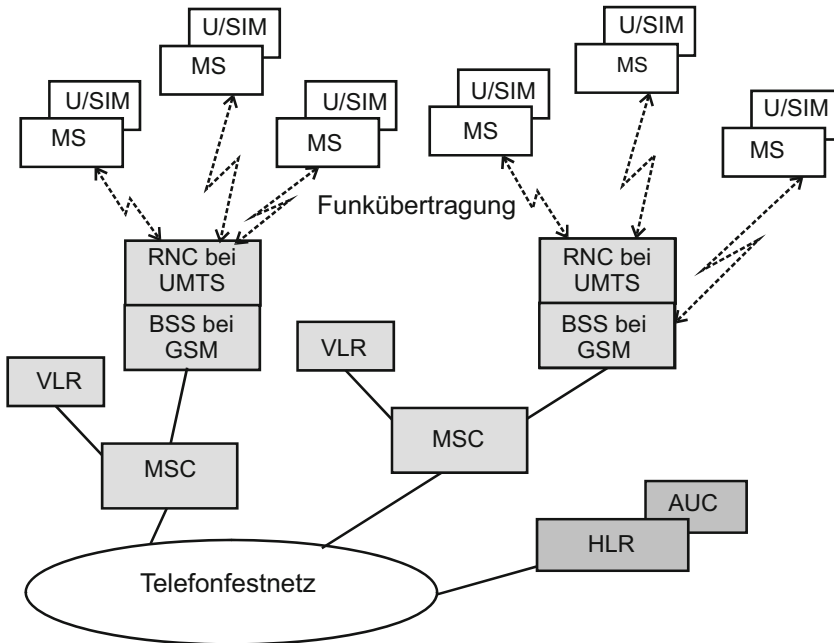 U/SIM
MS
U/SIM
MS
U/SIM
MS
U/SIM
MS
U/SIM
MS
U/SIM
MS
Funkübertragung
RNC bei
UMTS
BSS bei
GSM
RNC bei
UMTS
BSS bei
GSM
VLR
VLR
MSC
MSC
AUC
HLR
Telefonfestnetz